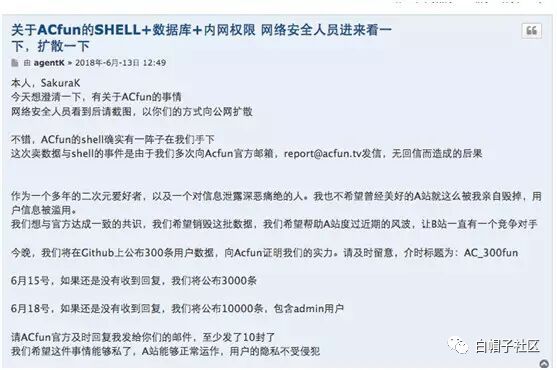 关于ACfun的SHELL+数据库+内网权限 网络安全人员进来看一
下，扩散一下
由 agentK » 2018年-6月-13日 12:49
本人，SakuraK
今天想澄清一下，有关于ACfun的事情
网络安全人员看到后请截图，以你们的方式向公网扩散
不错，ACfun的shell确实有一阵子在我们手下
这次卖数据与shell的事件是由于我们多次向Acfun官方邮箱，report@acfun.tv发信，无回信而造成的后果
作为一个多年的二次元爱好者，以及一个对信息泄露深恶痛绝的人。我也不希望曾经美好的A站就这么被我亲自毁掉，用
户信息被滥用。
我们想与官方达成一致的共识，我们希望销毁这批数据，我们希望帮助A站度过近期的风波，让B站一直有一个竞争对手
今晚，我们将在Github上公布300条用户数据，向Acfun证明我们的实力。请及时留意，介时标题为：AC_300fun
6月15号，如果还是没有收到回复，我们将公布3000条
6月18号，如果还是没有收到回复，我们将公布10000条，包含admin用户
请ACfun官方及时回复我发给你们的邮件，至少发了10封了
我们希望这件事情能够私了，A站能够正常运作，用户的隐私不受侵犯
白帽子社区